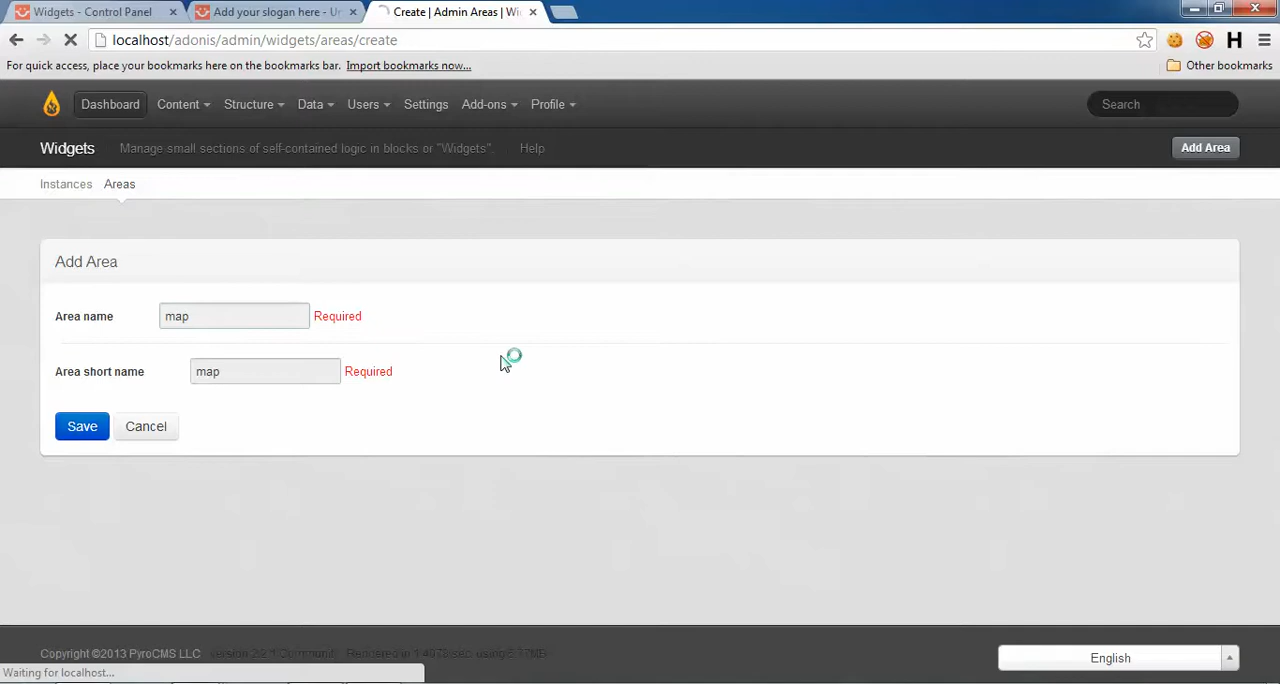 Widgets - Control Panel
Add your slogan here - Un
Create | Admin Areas | Wi
localhost/adonis/admin/widgets/areas/create
For quick access, place your bookmarks here on the bookmarks bar. Import bookmarks now...
Other bookmarks
Dashboard Content Structure Data Users Settings Add-ons Profile Search
Widgets Manage small sections of self-contained logic in blocks or "Widgets". Help Add Area
Instances Areas
Add Area
Area name map Required
Area short name map Required
Save Cancel
Copyright ©2013 PyroCMS LLC
English
Waiting for localhost...